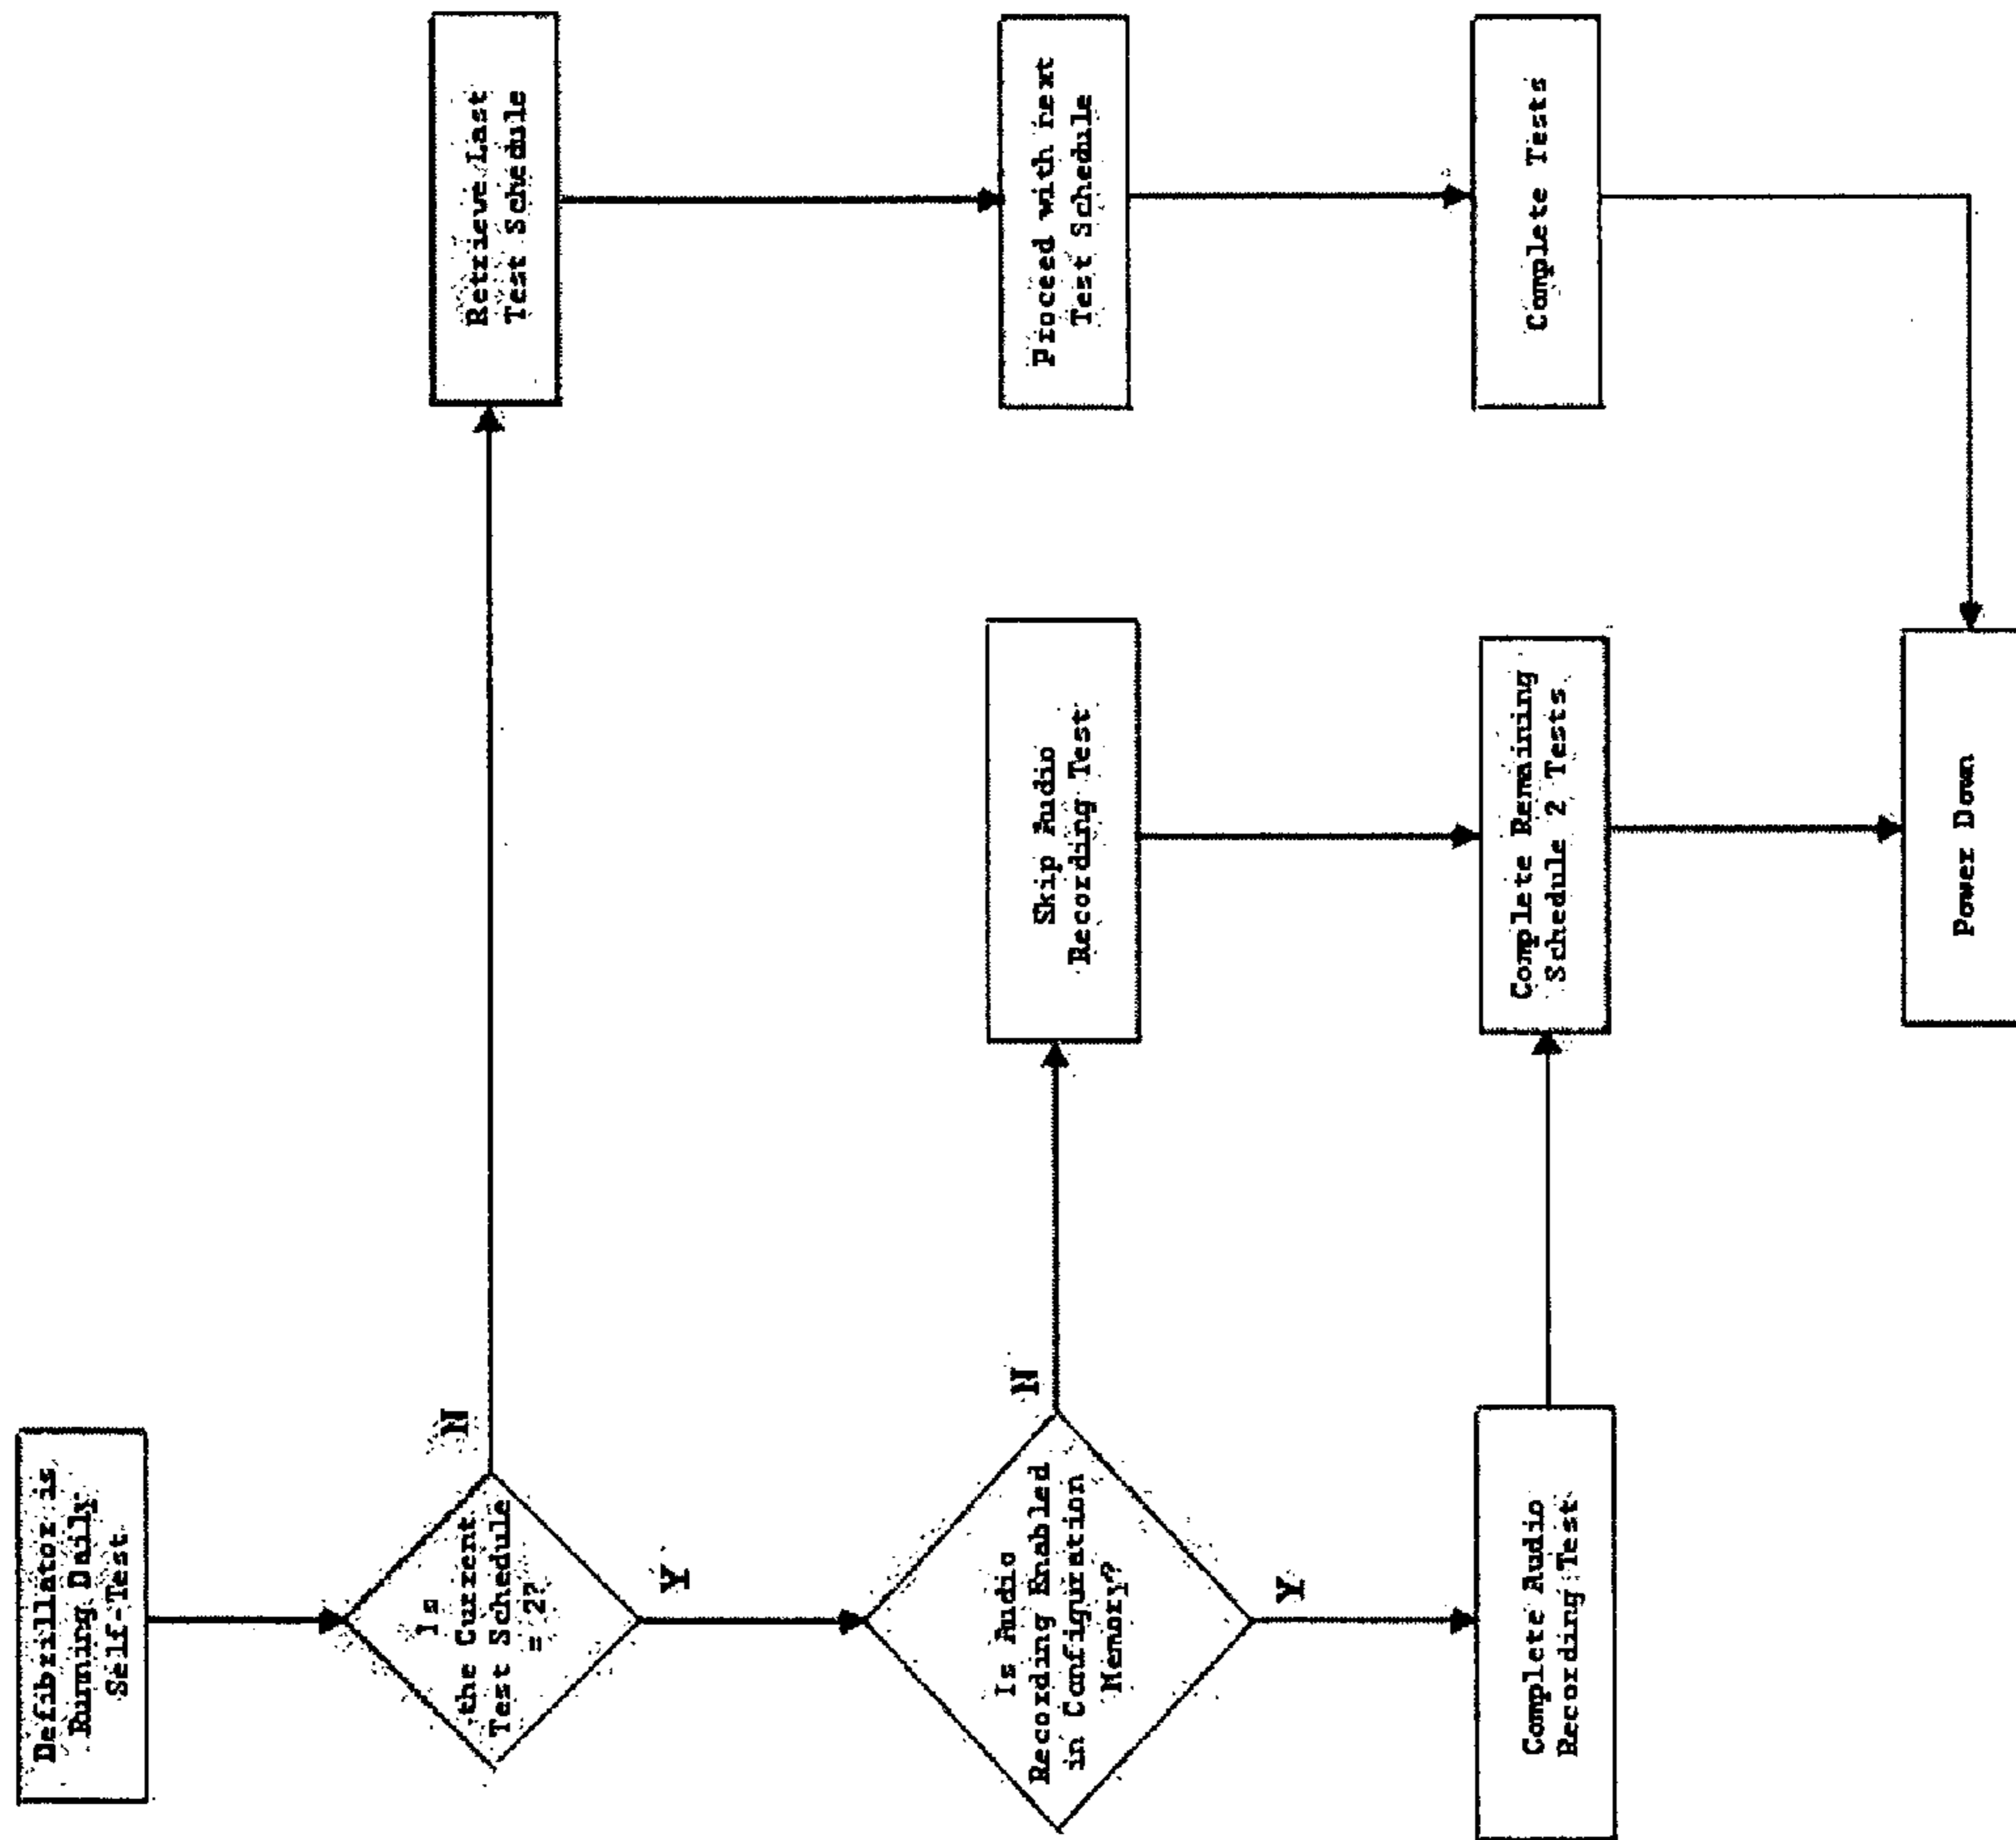 Defibrillator is
Running Daily
Self-Test
Is
the Current
Test Schedule
= 2?
N
Y
Retrieve Last
Test Schedule
Is Audio
Recording Enabled
in Configuration
Memory?
N
Y
Skip Audio
Recording Test
Proceed with next
Test Schedule
Complete Audio
Recording Test
Complete Remaining
Schedule 2 Tests
Complete Tests
Power Down